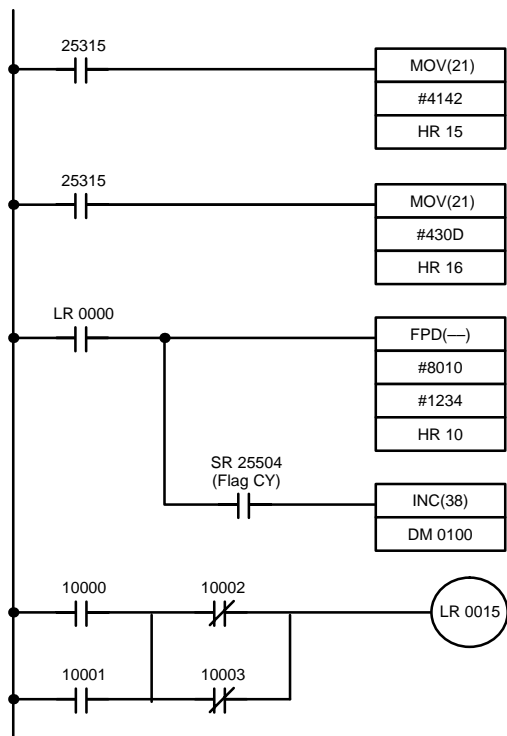 25315
MOV(21)
#4142
HR 15
25315
MOV(21)
#430D
HR 16
LR 0000
FPD(––)
#8010
#1234
HR 10
SR 25504
(Flag CY)
INC(38)
DM 0100
10000
10002
LR 0015
10001
10003